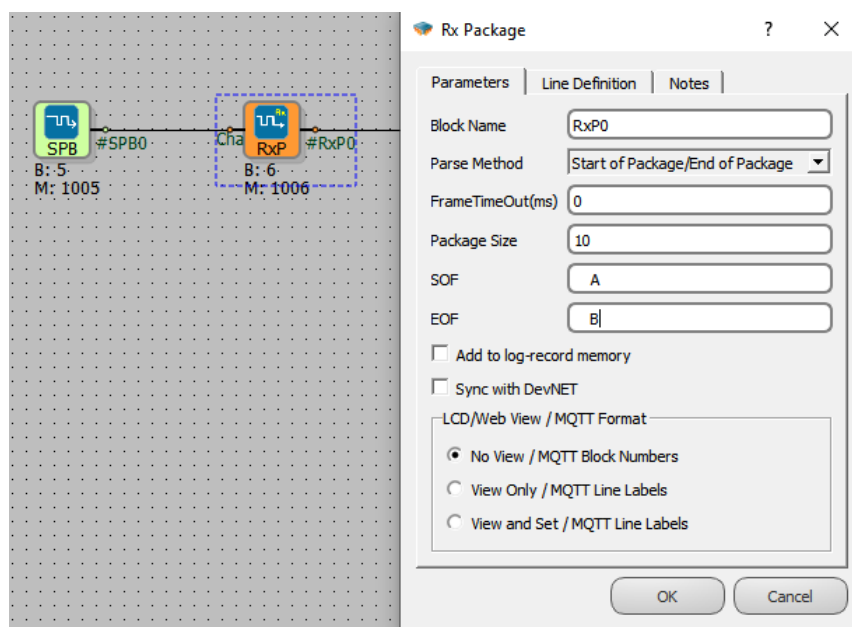 SPB
#SPB0
B: 5
M: 1005
Cha
Rx
RxP
#RxP0
B: 6
M: 1006
Rx Package
?
Parameters
Line Definition
Notes
Block Name
RxP0
Parse Method
Start of Package/End of Package
FrameTimeOut(ms)
0
Package Size
10
SOF
A
EOF
B
Add to log-record memory
Sync with DevNET
LCD/Web View / MQTT Format
No View / MQTT Block Numbers
View Only / MQTT Line Labels
View and Set / MQTT Line Labels
OK
Cancel